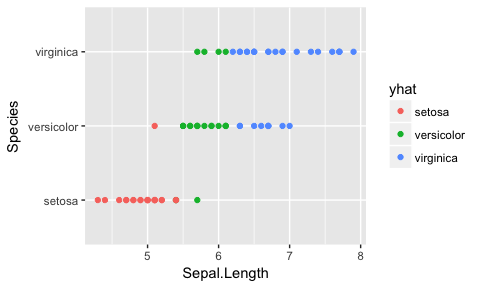 Species
virginica
versicolor
setosa
5 6 7 8
Sepal.Length
yhat
setosa
versicolor
virginica